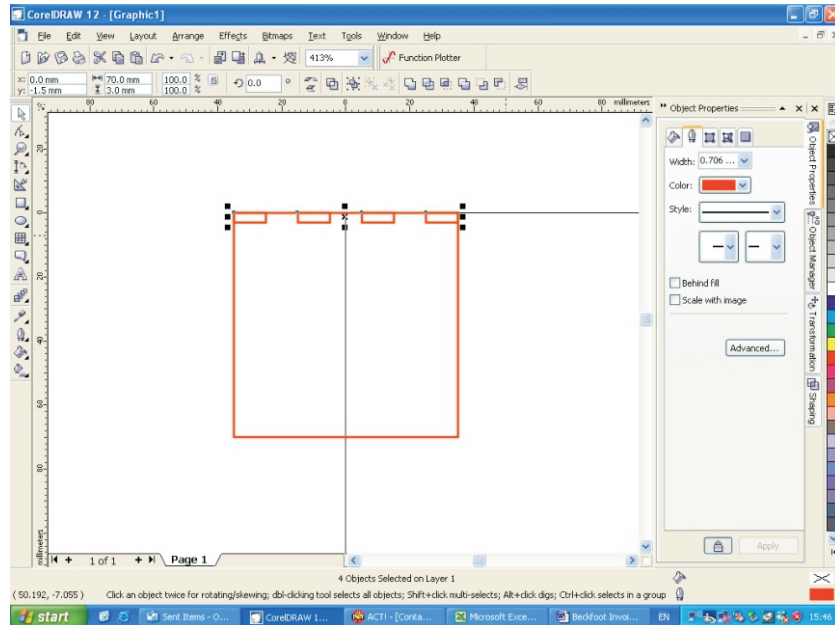 CorelDRAW 12 - [Graphic1]
File Edit View Layout Arrange Effects Bitmaps Text Tools Window Help
413% Function Plotter
x: 0.0 mm 70.0 mm 100.0 % 0.0 °
y: -1.5 mm 3.0 mm 100.0 %
80 60 40 20 0 20 40 60 80 millimeters
20
0
20
40
60
80
millimeters
Object Properties
Width: 0.706 ...
Color:
Style:
Behind fill
Scale with image
Advanced...
Apply
Object Properties
Object Manager
Transformation
Shaping
1 of 1 Page 1
4 Objects Selected on Layer 1
( 50.192, -7.055 ) Click an object twice for rotating/skewing; dbl-clicking tool selects all objects; Shift+click multi-selects; Alt+click digs; Ctrl+click selects in a group
start Sent Items - O... CorelDRAW 1... ACT! - [Conta... Microsoft Exce... Beckfoot Invoi... EN 15:46